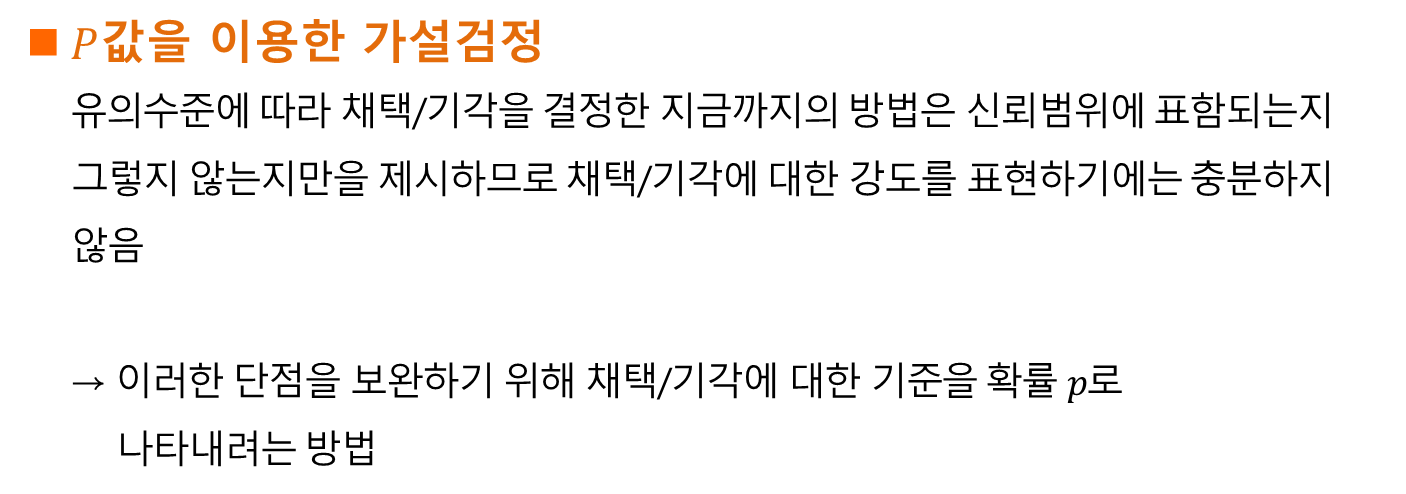 ■ P값을 이용한 가설검정
유의수준에 따라 채택/기각을 결정한 지금까지의 방법은 신뢰범위에 표함되는지
그렇지 않는지만을 제시하므로 채택/기각에 대한 강도를 표현하기에는 충분하지
않음
→ 이러한 단점을 보완하기 위해 채택/기각에 대한 기준을 확률 p로
나타내려는 방법